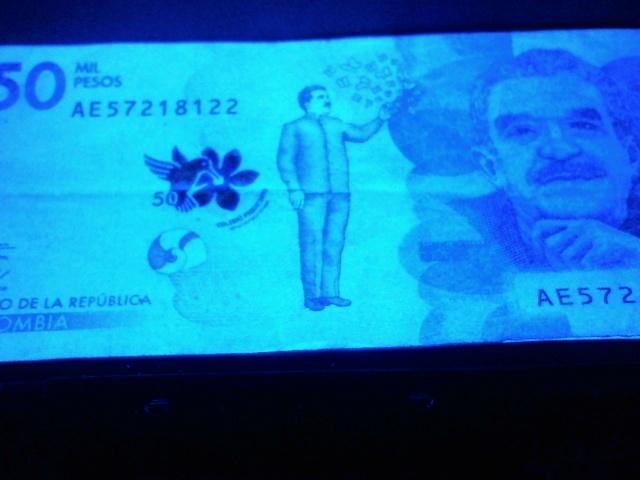 50 MIL
PESOS
AE57218122
50
O DE LA REPÚBLICA
OMBIA
AE572